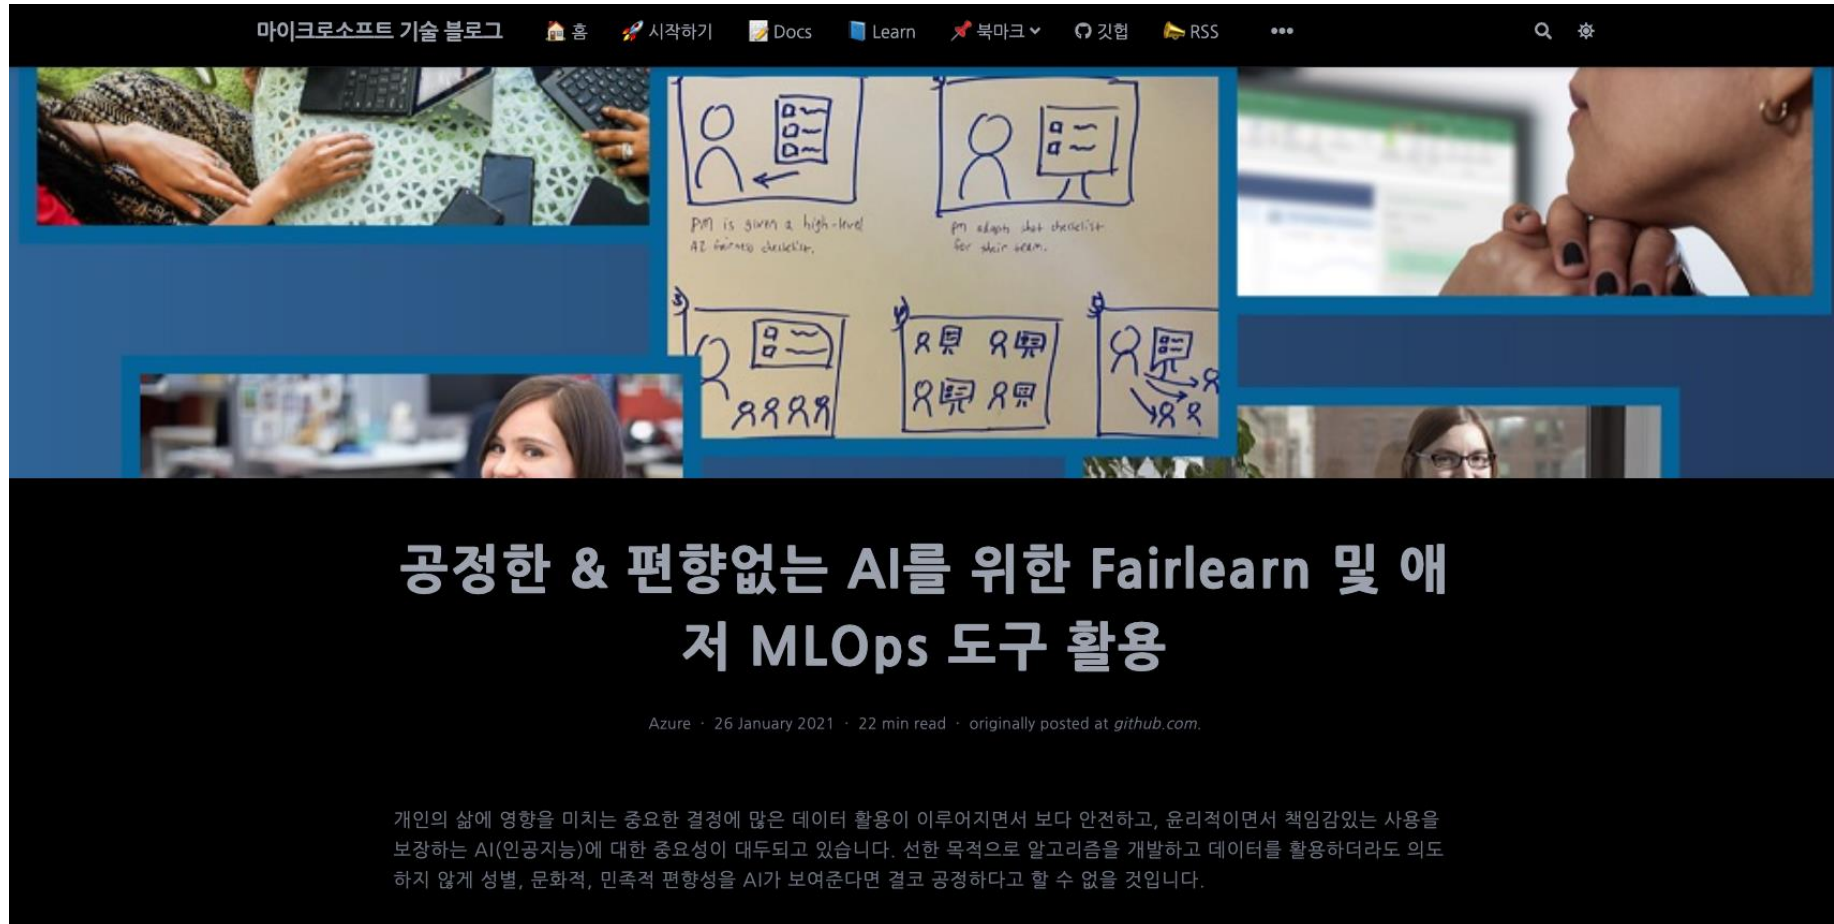 마이크로소프트 기술 블로그 홈 시작하기 Docs Learn 북마크 깃헙 RSS
PM is given a high-level
AI fairness checklist.
PM adapts that checklist
for their team.
공정한 & 편향없는 AI를 위한 Fairlearn 및 애
저 MLOps 도구 활용
Azure · 26 January 2021 · 22 min read · originally posted at github.com.
개인의 삶에 영향을 미치는 중요한 결정에 많은 데이터 활용이 이루어지면서 보다 안전하고, 윤리적이면서 책임감있는 사용을
보장하는 AI(인공지능)에 대한 중요성이 대두되고 있습니다. 선한 목적으로 알고리즘을 개발하고 데이터를 활용하더라도 의도
하지 않게 성별, 문화적, 민족적 편향성을 AI가 보여준다면 결코 공정하다고 할 수 없을 것입니다.